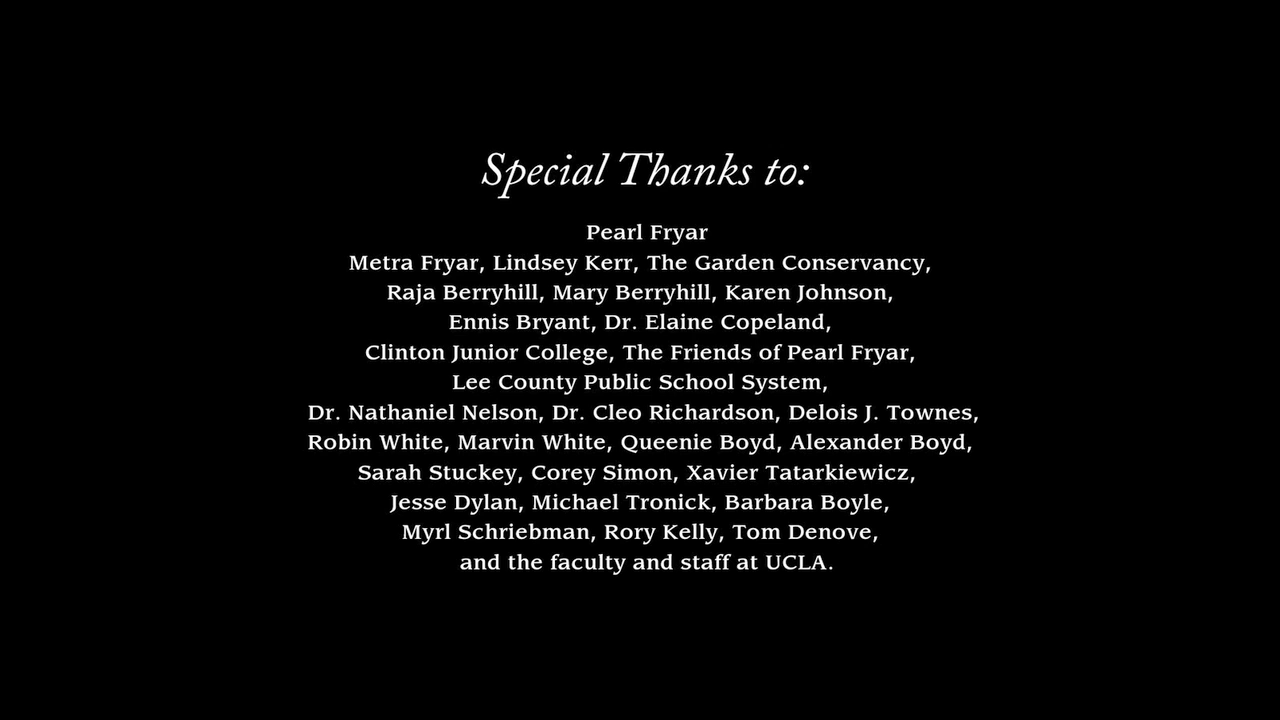 Special Thanks to:
Pearl Fryar
Metra Fryar, Lindsey Kerr, The Garden Conservancy,
Raja Berryhill, Mary Berryhill, Karen Johnson,
Ennis Bryant, Dr. Elaine Copeland,
Clinton Junior College, The Friends of Pearl Fryar,
Lee County Public School System,
Dr. Nathaniel Nelson, Dr. Cleo Richardson, Delois J. Townes,
Robin White, Marvin White, Queenie Boyd, Alexander Boyd,
Sarah Stuckey, Corey Simon, Xavier Tatarkiewicz,
Jesse Dylan, Michael Tronick, Barbara Boyle,
Myrl Schriebman, Rory Kelly, Tom Denove,
and the faculty and staff at UCLA.